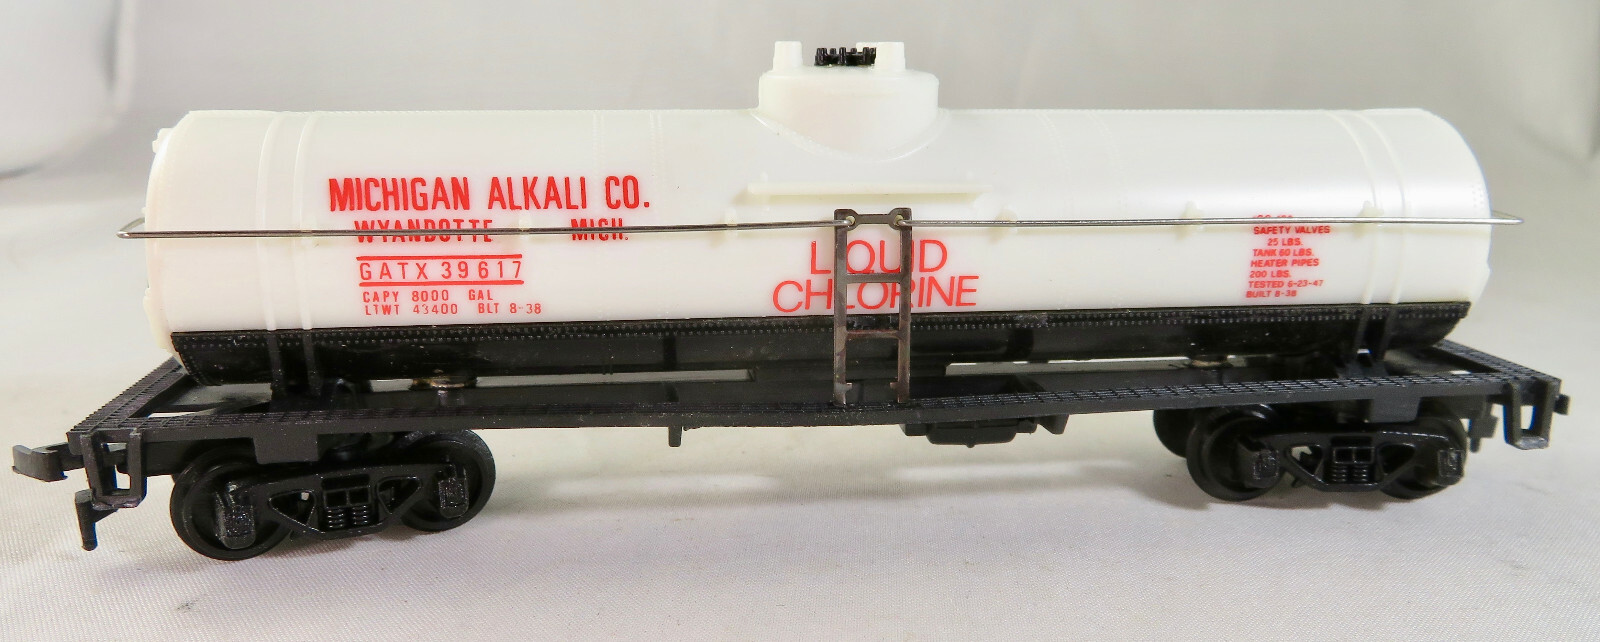 MICHIGAN ALKALI CO.
WYANDOTTE MICH.
GATX 39617
CAPY 8000 GAL
LTWT 43400 BLT 8-38
LIQUID
CHLORINE
SAFETY VALVES
25 LBS.
TANK 60 LBS.
HEATER PIPES
200 LBS.
TESTED 6-23-47
BUILT 8-38